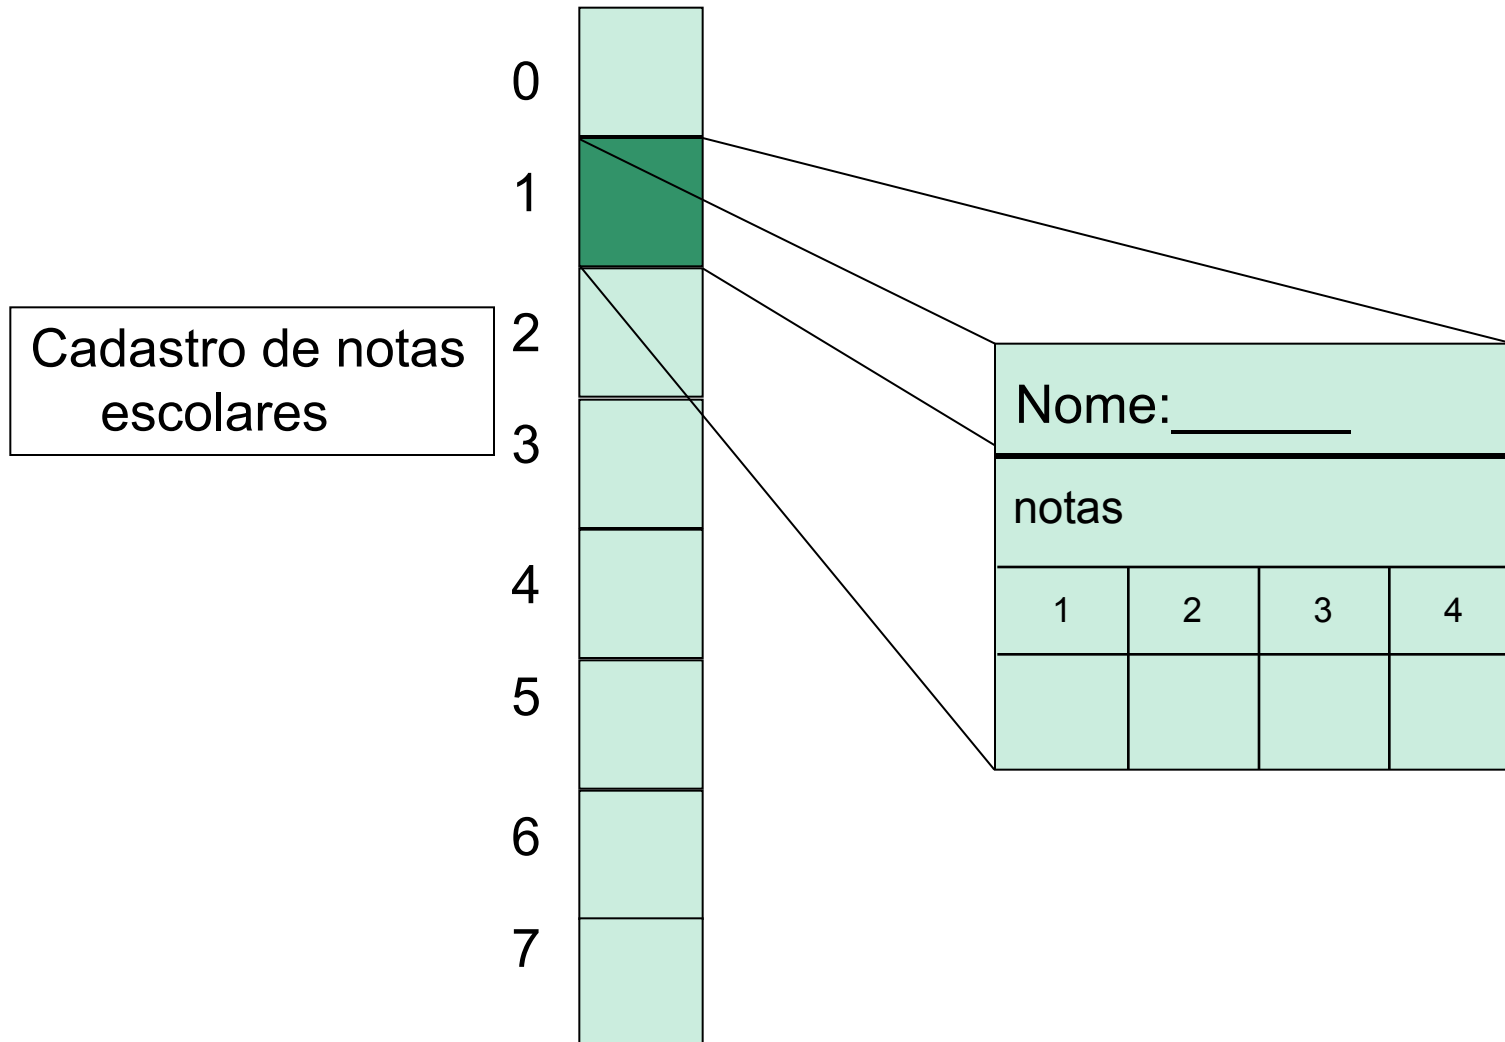 Cadastro de notas
escolares
0
1
2
3
4
5
6
7
Nome:______
notas
1 2 3 4